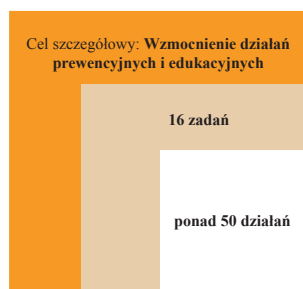 Cel szczegółowy: Wzmocnienie działań
prewencyjnych i edukacyjnych
16 zadań
ponad 50 działań